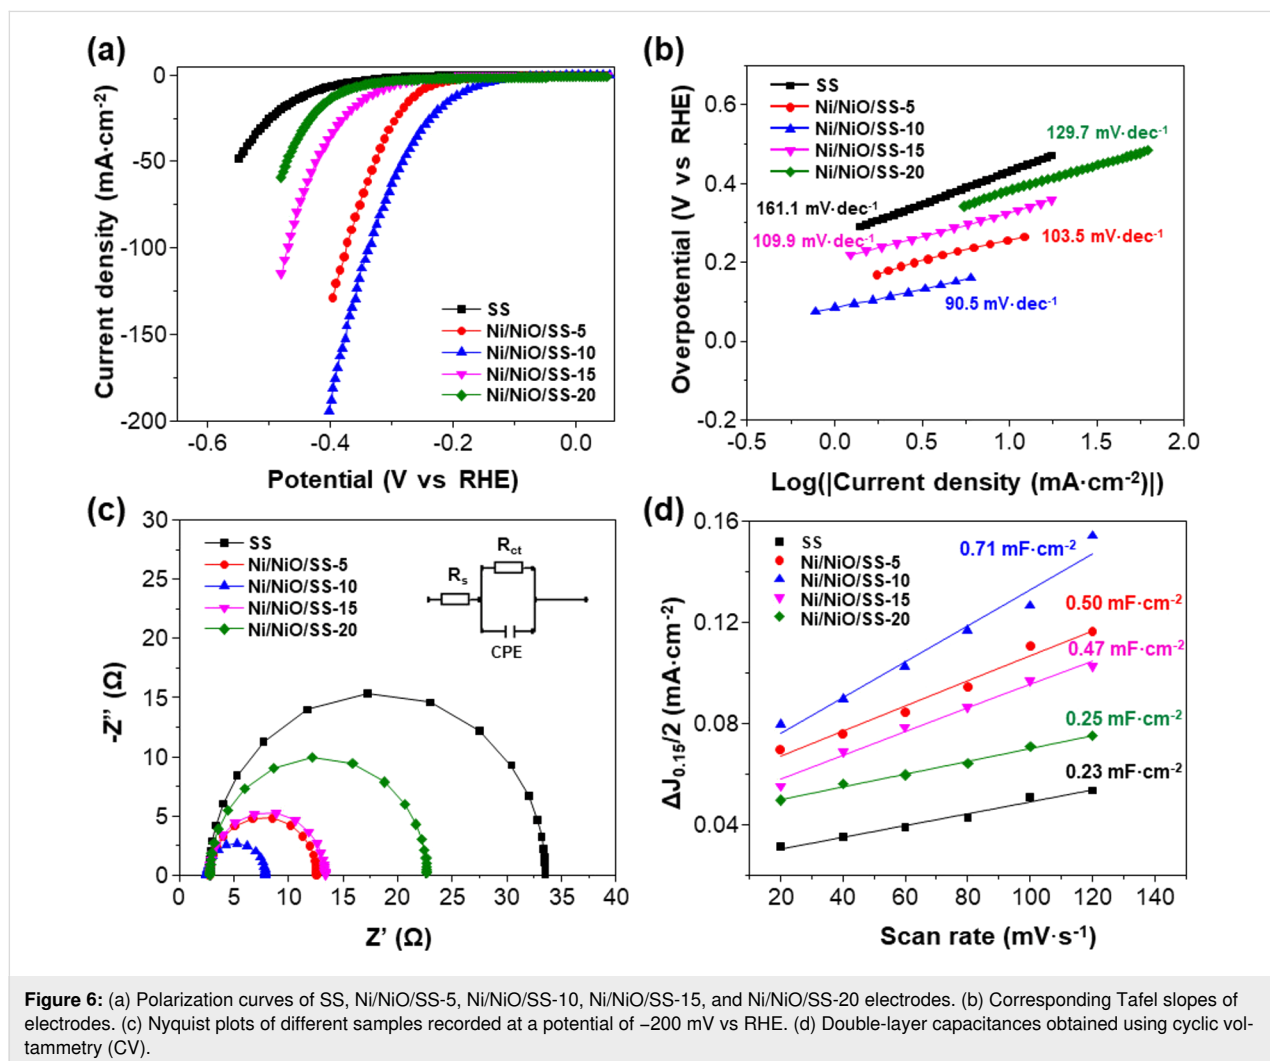 (a)
0
-50
-100
-150
-200
Current density (mA·cm-2)
-0.6 -0.4 -0.2 0.0
Potential (V vs RHE)
SS
Ni/NiO/SS-5
Ni/NiO/SS-10
Ni/NiO/SS-15
Ni/NiO/SS-20
(b)
0.6
0.4
0.2
0.0
-0.2
Overpotential (V vs RHE)
-0.5 0.0 0.5 1.0 1.5 2.0
Log(|Current density (mA·cm-2)|)
SS
Ni/NiO/SS-5
Ni/NiO/SS-10
Ni/NiO/SS-15
Ni/NiO/SS-20
129.7 mV·dec-1
161.1 mV·dec-1
109.9 mV·dec-1
103.5 mV·dec-1
90.5 mV·dec-1
(c)
30
25
20
15
10
5
0
-Z'' (Ω)
0 5 10 15 20 25 30 35 40
Z' (Ω)
SS
Ni/NiO/SS-5
Ni/NiO/SS-10
Ni/NiO/SS-15
Ni/NiO/SS-20
Rct
Rs
CPE
(d)
0.16
0.12
0.08
0.04
ΔJ0.15/2 (mA·cm-2)
20 40 60 80 100 120 140
Scan rate (mV·s-1)
SS
Ni/NiO/SS-5
Ni/NiO/SS-10
Ni/NiO/SS-15
Ni/NiO/SS-20
0.71 mF·cm-2
0.50 mF·cm-2
0.47 mF·cm-2
0.25 mF·cm-2
0.23 mF·cm-2
Figure 6: (a) Polarization curves of SS, Ni/NiO/SS-5, Ni/NiO/SS-10, Ni/NiO/SS-15, and Ni/NiO/SS-20 electrodes. (b) Corresponding Tafel slopes of
electrodes. (c) Nyquist plots of different samples recorded at a potential of −200 mV vs RHE. (d) Double-layer capacitances obtained using cyclic vol-
tammetry (CV).